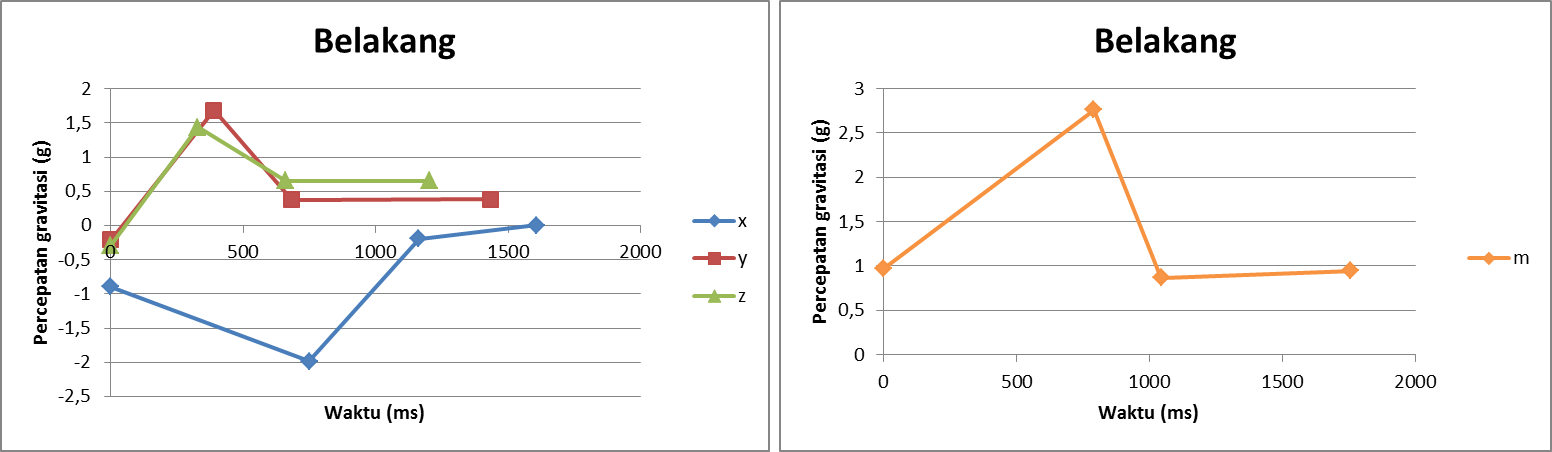 Belakang
Percepatan gravitasi (g)
2
1,5
1
0,5
0
-0,5
-1
-1,5
-2
-2,5
0 500 1000 1500 2000
Waktu (ms)
x
y
z
Belakang
Percepatan gravitasi (g)
3
2,5
2
1,5
1
0,5
0
0 500 1000 1500 2000
Waktu (ms)
m